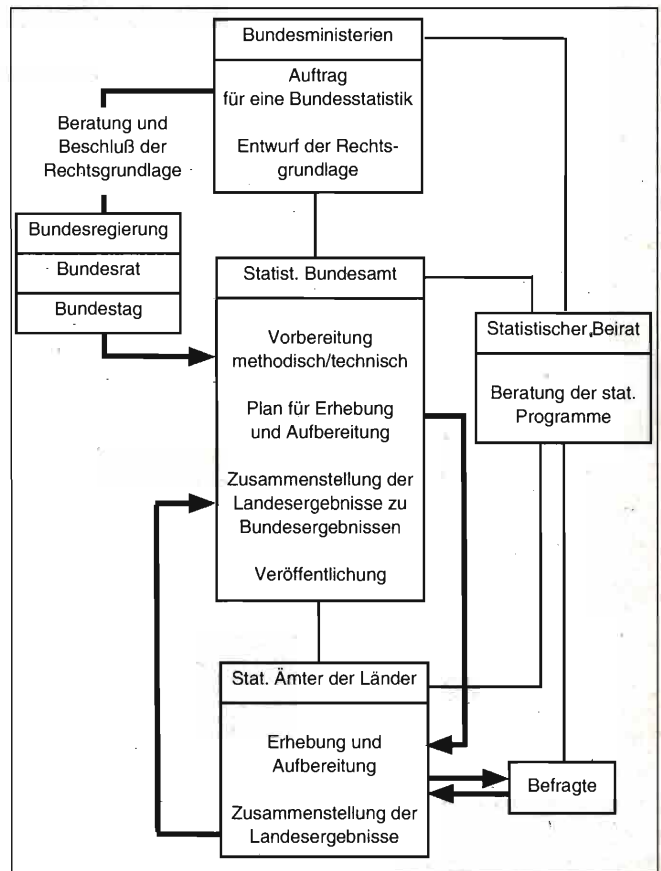 Bundesministerien
Auftrag
für eine Bundesstatistik
Entwurf der Rechts-
grundlage
Beratung und
Beschluß der
Rechtsgrundlage
Bundesregierung
Bundesrat
Bundestag
Statist. Bundesamt
Vorbereitung
methodisch/technisch
Plan für Erhebung
und Aufbereitung
Zusammenstellung der
Landesergebnisse zu
Bundesergebnissen
Veröffentlichung
Statistischer Beirat
Beratung der stat.
Programme
Stat. Ämter der Länder
Erhebung und
Aufbereitung
Zusammenstellung der
Landesergebnisse
Befragte